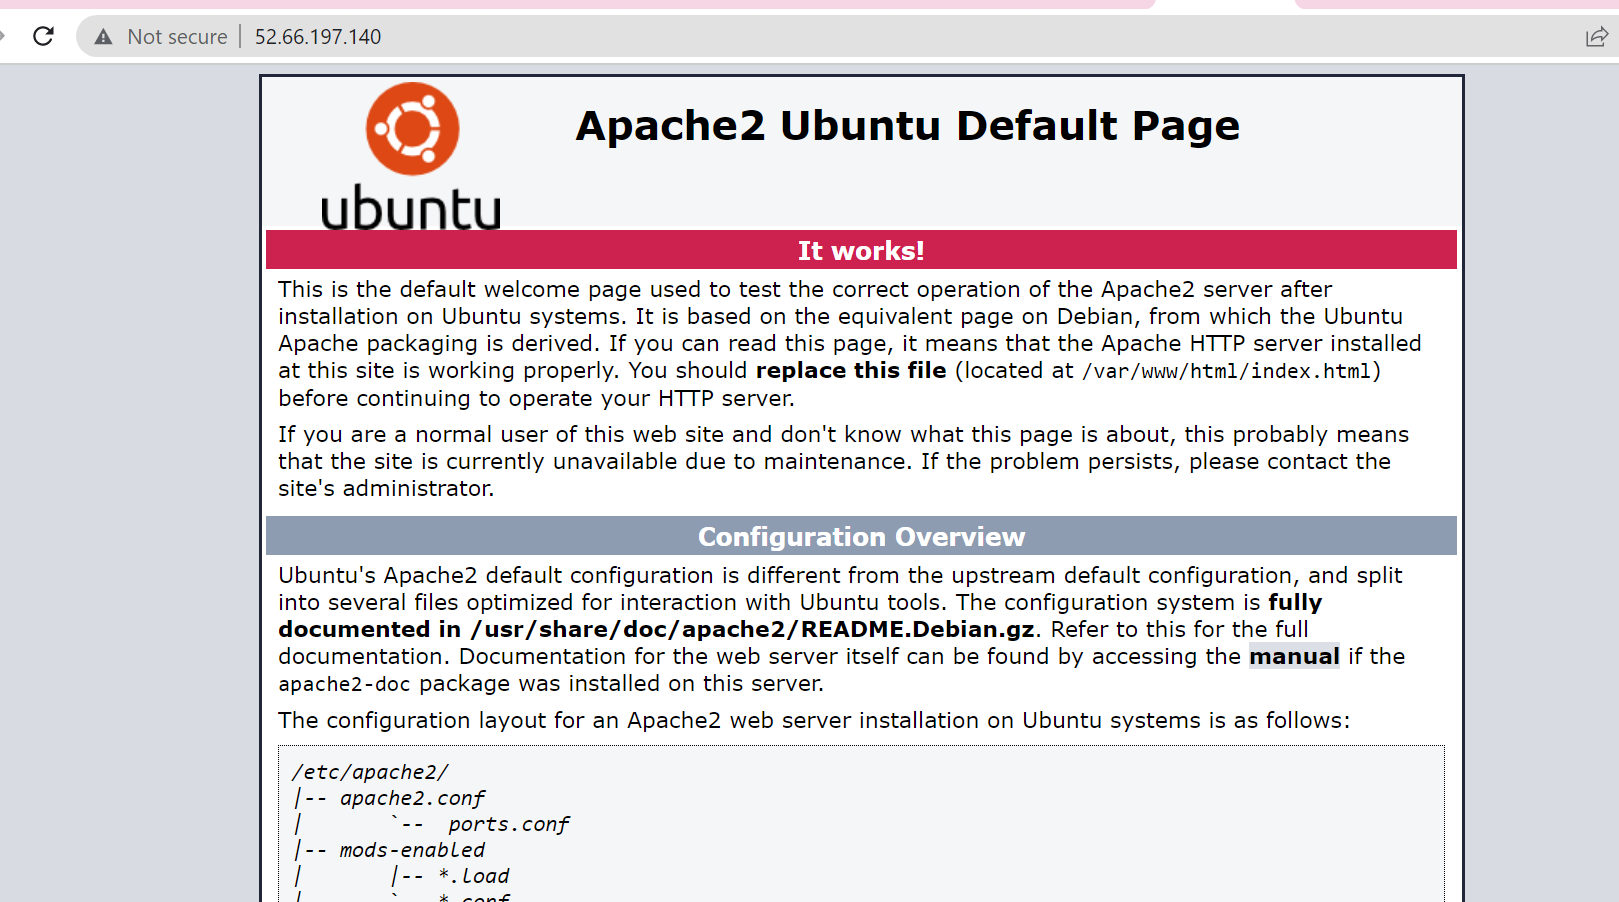 Not secure | 52.66.197.140
ubuntu
Apache2 Ubuntu Default Page
It works!
This is the default welcome page used to test the correct operation of the Apache2 server after
installation on Ubuntu systems. It is based on the equivalent page on Debian, from which the Ubuntu
Apache packaging is derived. If you can read this page, it means that the Apache HTTP server installed
at this site is working properly. You should replace this file (located at /var/www/html/index.html)
before continuing to operate your HTTP server.
If you are a normal user of this web site and don't know what this page is about, this probably means
that the site is currently unavailable due to maintenance. If the problem persists, please contact the
site's administrator.
Configuration Overview
Ubuntu's Apache2 default configuration is different from the upstream default configuration, and split
into several files optimized for interaction with Ubuntu tools. The configuration system is fully
documented in /usr/share/doc/apache2/README.Debian.gz. Refer to this for the full
documentation. Documentation for the web server itself can be found by accessing the manual if the
apache2-doc package was installed on this server.
The configuration layout for an Apache2 web server installation on Ubuntu systems is as follows:
/etc/apache2/
|-- apache2.conf
|       `--  ports.conf
|-- mods-enabled
|       |-- *.load
|       `-- *.conf